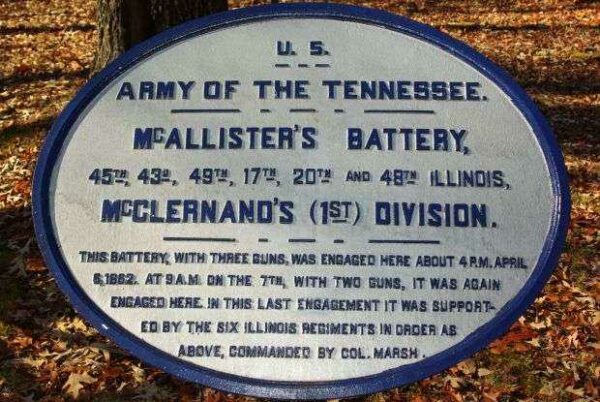 U. S.
ARMY OF THE TENNESSEE.
McALLISTER'S BATTERY,
45TH, 43D, 49TH, 17TH, 20TH AND 48TH ILLINOIS,
McCLERNAND'S (1ST) DIVISION.
THIS BATTERY, WITH THREE GUNS, WAS ENGAGED HERE ABOUT 4 P.M. APRIL
6,1862. AT 9 A.M. ON THE 7TH, WITH TWO GUNS, IT WAS AGAIN
ENGAGED HERE. IN THIS LAST ENGAGEMENT IT WAS SUPPORT-
ED BY THE SIX ILLINOIS REGIMENTS IN ORDER AS
ABOVE, COMMANDED BY COL. MARSH.